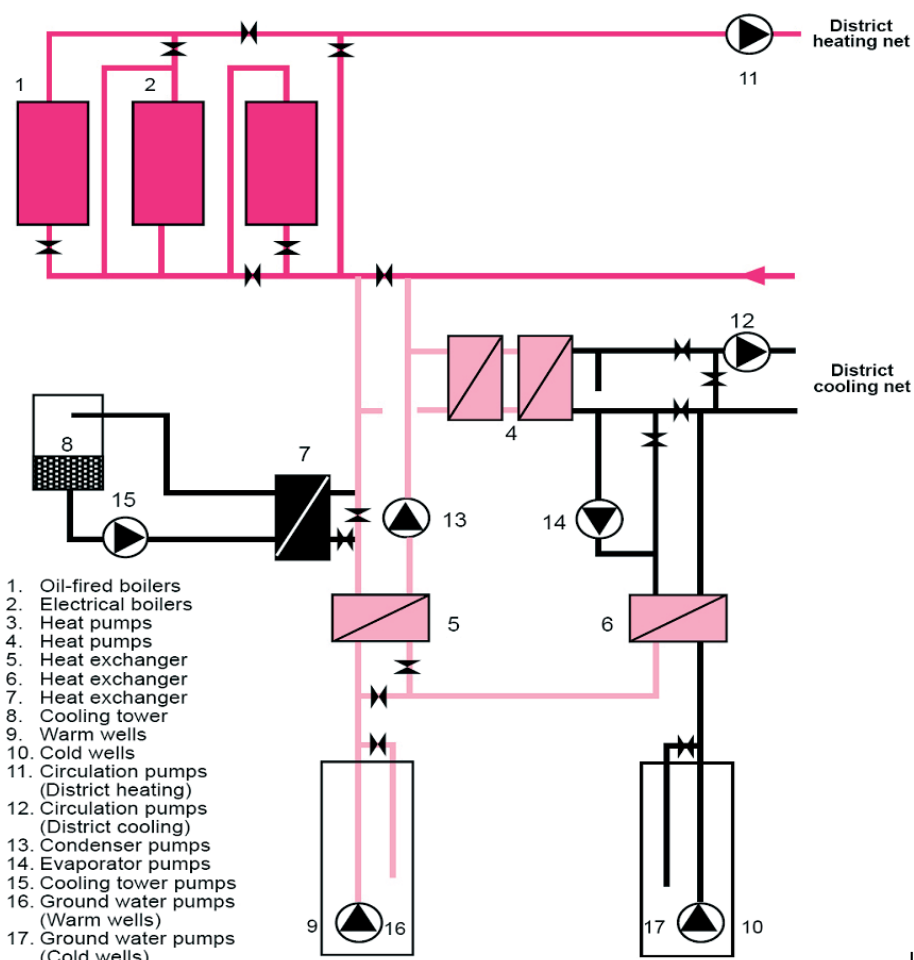 District
heating net
11
1
2
12
District
cooling net
4
8
7
15
13
14
5
6
1. Oil-fired boilers
2. Electrical boilers
3. Heat pumps
4. Heat pumps
5. Heat exchanger
6. Heat exchanger
7. Heat exchanger
8. Cooling tower
9. Warm wells
10. Cold wells
11. Circulation pumps
(District heating)
12. Circulation pumps
(District cooling)
13. Condenser pumps
14. Evaporator pumps
15. Cooling tower pumps
16. Ground water pumps
(Warm wells)
17. Ground water pumps
(Cold wells)
9
16
17
10